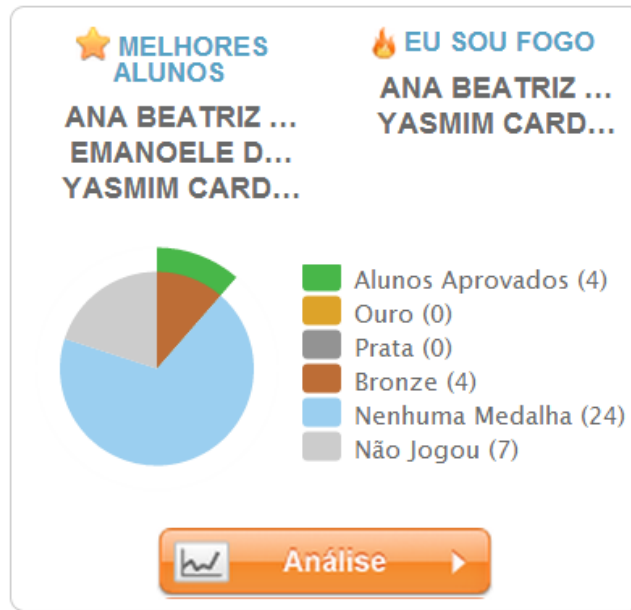 MELHORES
ALUNOS
ANA BEATRIZ ...
EMANOELE D...
YASMIM CARD...
EU SOU FOGO
ANA BEATRIZ ...
YASMIM CARD...
Alunos Aprovados (4)
Ouro (0)
Prata (0)
Bronze (4)
Nenhuma Medalha (24)
Não Jogou (7)
Análise